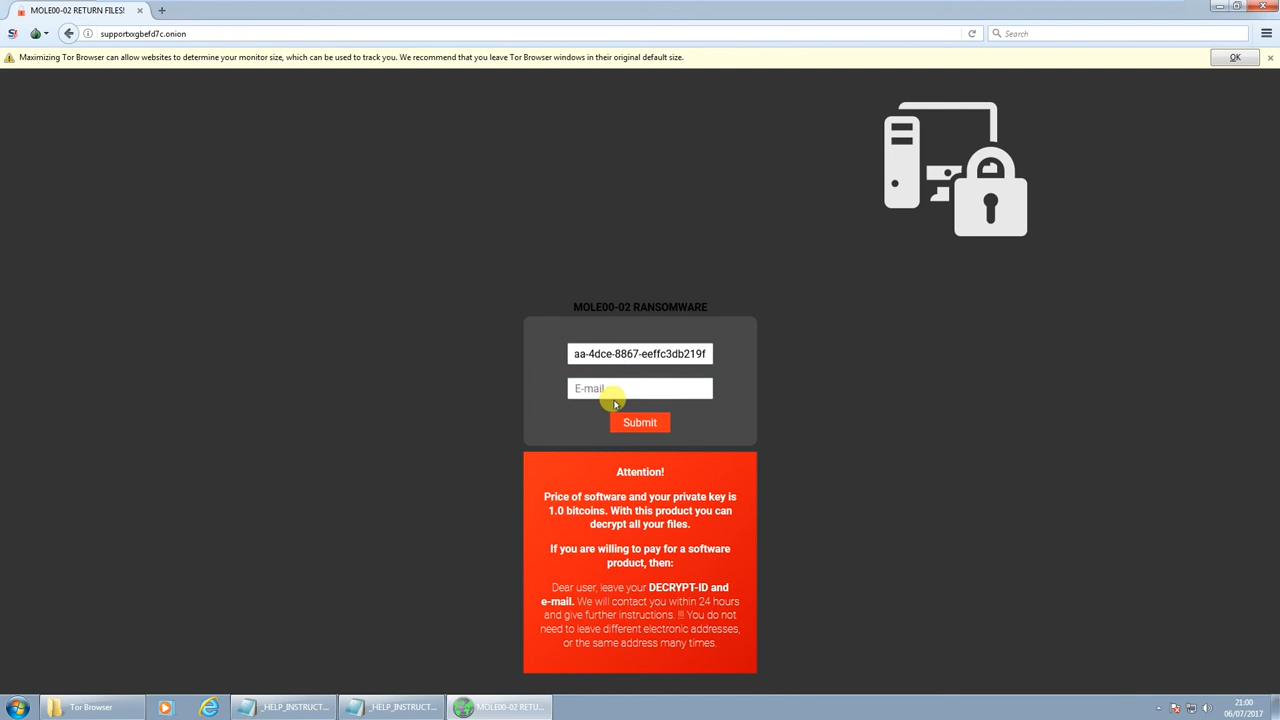 MOLE00-02 RETURN FILES!
supportxxgbefd7c.onion
Search
Maximizing Tor Browser can allow websites to determine your monitor size, which can be used to track you. We recommend that you leave Tor Browser windows in their original default size.
OK
MOLE00-02 RANSOMWARE
aa-4dce-8867-eeffc3db219f
E-mail
Submit
Attention!
Price of software and your private key is
1.0 bitcoins. With this product you can
decrypt all your files.
If you are willing to pay for a software
product, then:
Dear user, leave your DECRYPT-ID and
e-mail. We will contact you within 24 hours
and give further instructions. !!! You do not
need to leave different electronic addresses,
or the same address many times.
Tor Browser
_HELP_INSTRUCT...
_HELP_INSTRUCT...
MOLE00-02 RETU...
21:00
06/07/2017